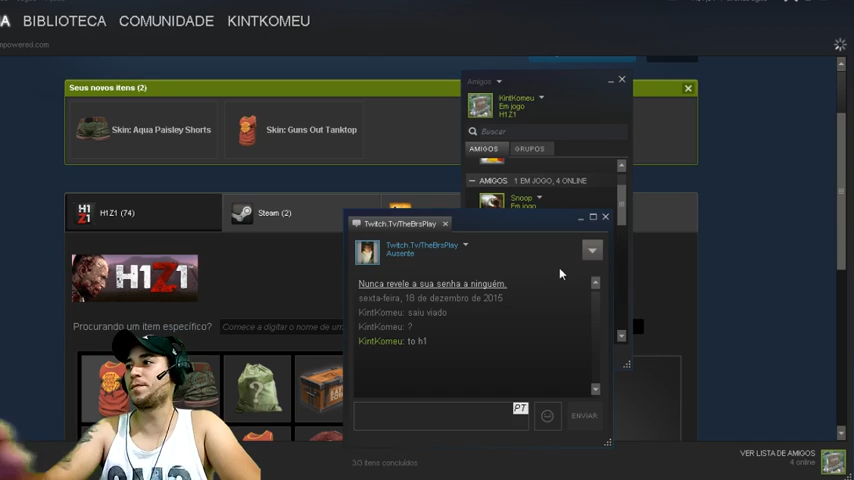 BIBLIOTECA COMUNIDADE KINTKOMEU
npowered.com
Seus novos itens (2)
Skin: Aqua Paisley Shorts
Skin: Guns Out Tanktop
H1Z1
H1Z1 (74)
Steam (2)
H1Z1
Procurando um item específico?
Comece a digitar o nome de um
Amigos
KintKomeu
Em jogo
H1Z1
Buscar
AMIGOS
GRUPOS
AMIGOS 1 EM JOGO, 4 ONLINE
Snoop
Em jogo
Twitch.Tv/TheBrsPlay
Twitch.Tv/TheBrsPlay
Ausente
Nunca revele a sua senha a ninguém.
sexta-feira, 18 de dezembro de 2015
KintKomeu: saiu viado
KintKomeu: ?
KintKomeu: to h1
PT
ENVIAR
3/3 itens concluídos
VER LISTA DE AMIGOS
4 online